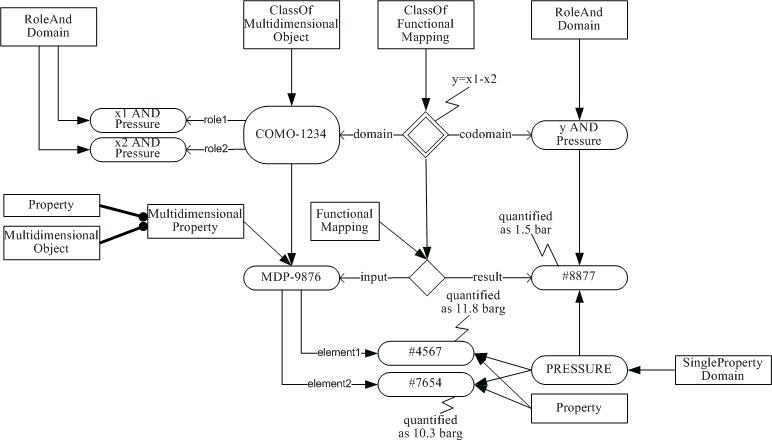 RoleAnd
Domain
ClassOf
Multidimensional
Object
ClassOf
Functional
Mapping
RoleAnd
Domain
y=x1-x2
x1 AND
Pressure
role1
x2 AND
Pressure
role2
COMO-1234
domain
codomain
y AND
Pressure
Property
Multidimensional
Object
Multidimensional
Property
Functional
Mapping
quantified
as 1.5 bar
MDP-9876
input
result
#8877
quantified
as 11.8 barg
element1
#4567
element2
#7654
PRESSURE
SingleProperty
Domain
Property
quantified
as 10.3 barg